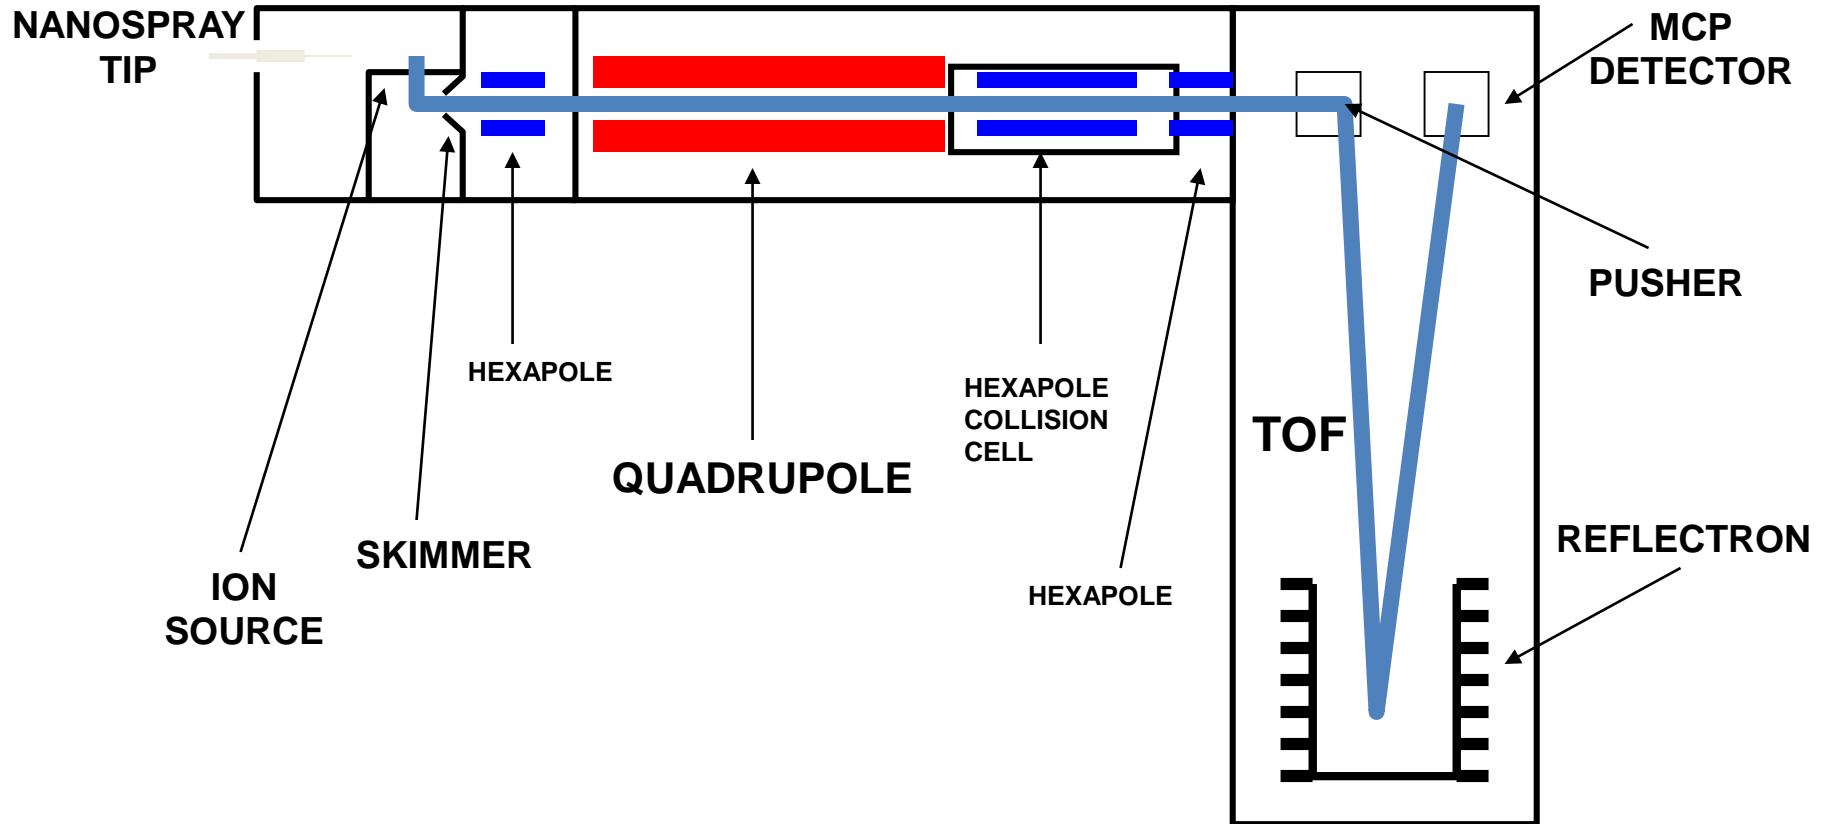 NANOSPRAY
TIP
MCP
DETECTOR
PUSHER
HEXAPOLE
HEXAPOLE
COLLISION
CELL
TOF
QUADRUPOLE
SKIMMER
REFLECTRON
ION
SOURCE
HEXAPOLE